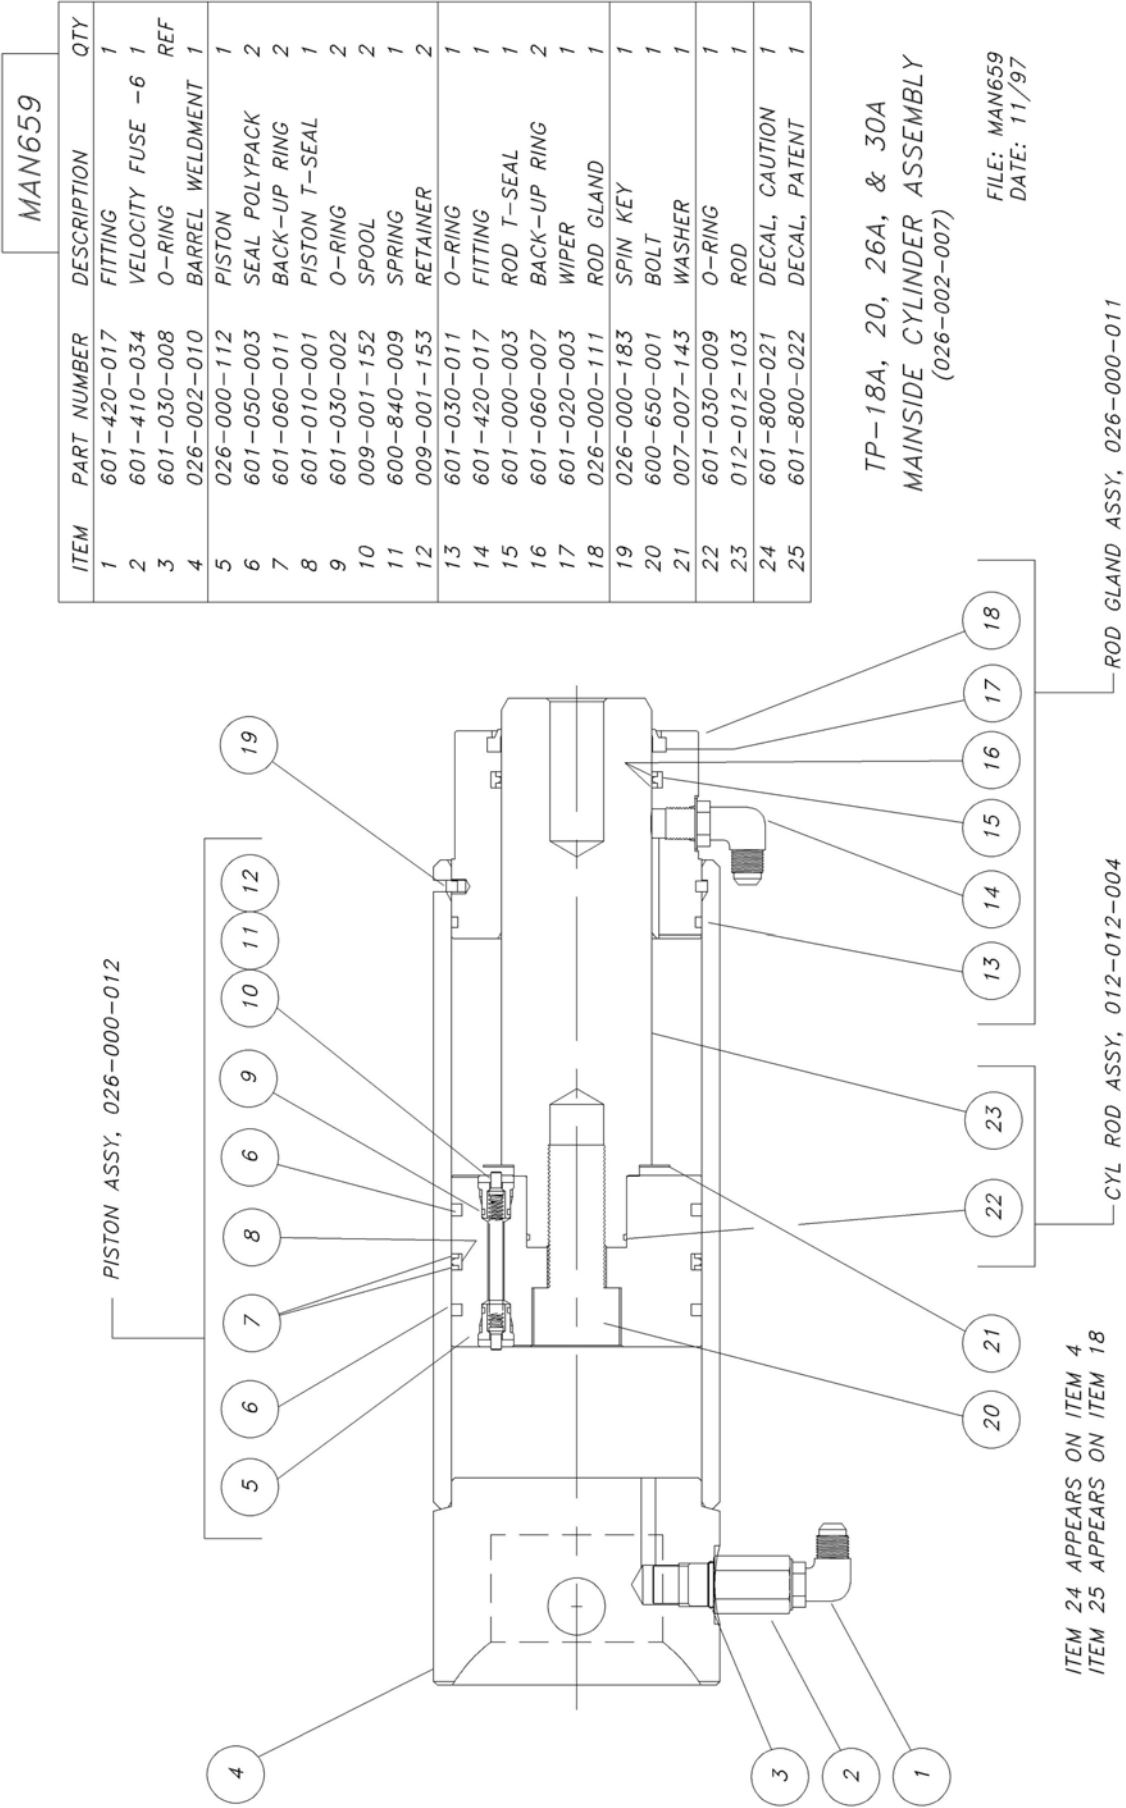 MAN659
ITEM PART NUMBER DESCRIPTION QTY
1 601-420-017 FITTING 1
2 601-410-034 VELOCITY FUSE -6 1
3 601-030-008 O-RING REF
4 026-002-010 BARREL WELDMENT 1
5 026-000-112 PISTON 1
6 601-050-003 SEAL POLYPACK 2
7 601-060-011 BACK-UP RING 2
8 601-010-001 PISTON T-SEAL 1
9 601-030-002 O-RING 2
10 009-001-152 SPOOL 2
11 600-840-009 SPRING 1
12 009-001-153 RETAINER 2
13 601-030-011 O-RING 1
14 601-420-017 FITTING 1
15 601-000-003 ROD T-SEAL 1
16 601-060-007 BACK-UP RING 2
17 601-020-003 WIPER 1
18 026-000-111 ROD GLAND 1
19 026-000-183 SPIN KEY 1
20 600-650-001 BOLT 1
21 007-007-143 WASHER 1
22 601-030-009 O-RING 1
23 012-012-103 ROD 1
24 601-800-021 DECAL, CAUTION 1
25 601-800-022 DECAL, PATENT 1
TP-18A, 20, 26A, & 30A
MAINSIDE CYLINDER ASSEMBLY
(026-002-007)
FILE: MAN659
DATE: 11/97
PISTON ASSY, 026-000-012
4
5
6
7
8
6
9
10
11
12
19
3
2
1
20
21
22
23
13
14
15
16
17
18
CYL ROD ASSY, 012-012-004
ROD GLAND ASSY, 026-000-011
ITEM 24 APPEARS ON ITEM 4
ITEM 25 APPEARS ON ITEM 18